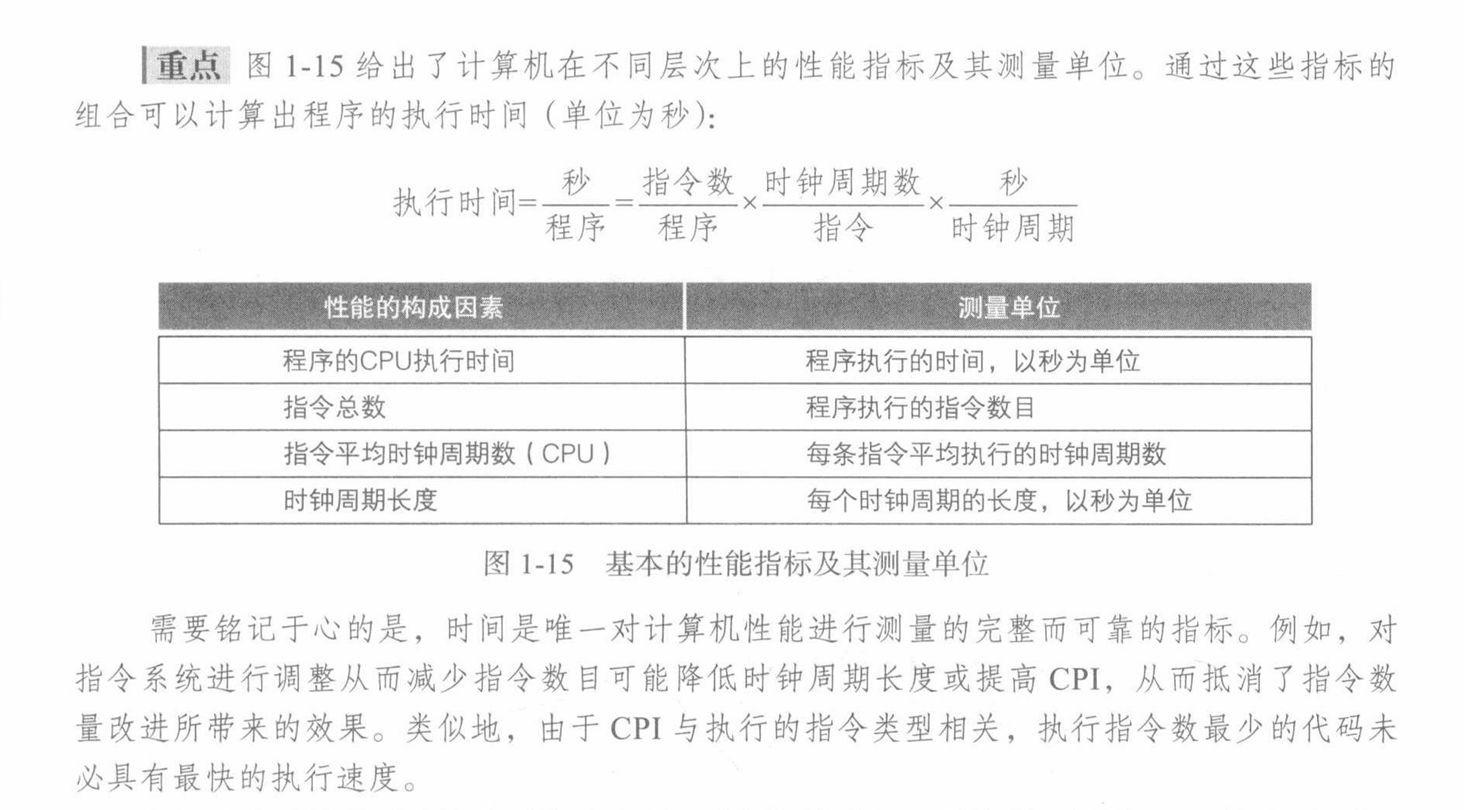 重点 图 1-15 给出了计算机在不同层次上的性能指标及其测量单位。通过这些指标的
组合可以计算出程序的执行时间（单位为秒）：
执行时间=秒/程序=指令数/程序×时钟周期数/指令×秒/时钟周期
性能的构成因素 测量单位
程序的CPU执行时间 程序执行的时间，以秒为单位
指令总数 程序执行的指令数目
指令平均时钟周期数（CPU） 每条指令平均执行的时钟周期数
时钟周期长度 每个时钟周期的长度，以秒为单位
图 1-15 基本的性能指标及其测量单位
需要铭记于心的是，时间是唯一对计算机性能进行测量的完整而可靠的指标。例如，对
指令系统进行调整从而减少指令数目可能降低时钟周期长度或提高 CPI，从而抵消了指令数
量改进所带来的效果。类似地，由于 CPI 与执行的指令类型相关，执行指令数最少的代码未
必具有最快的执行速度。